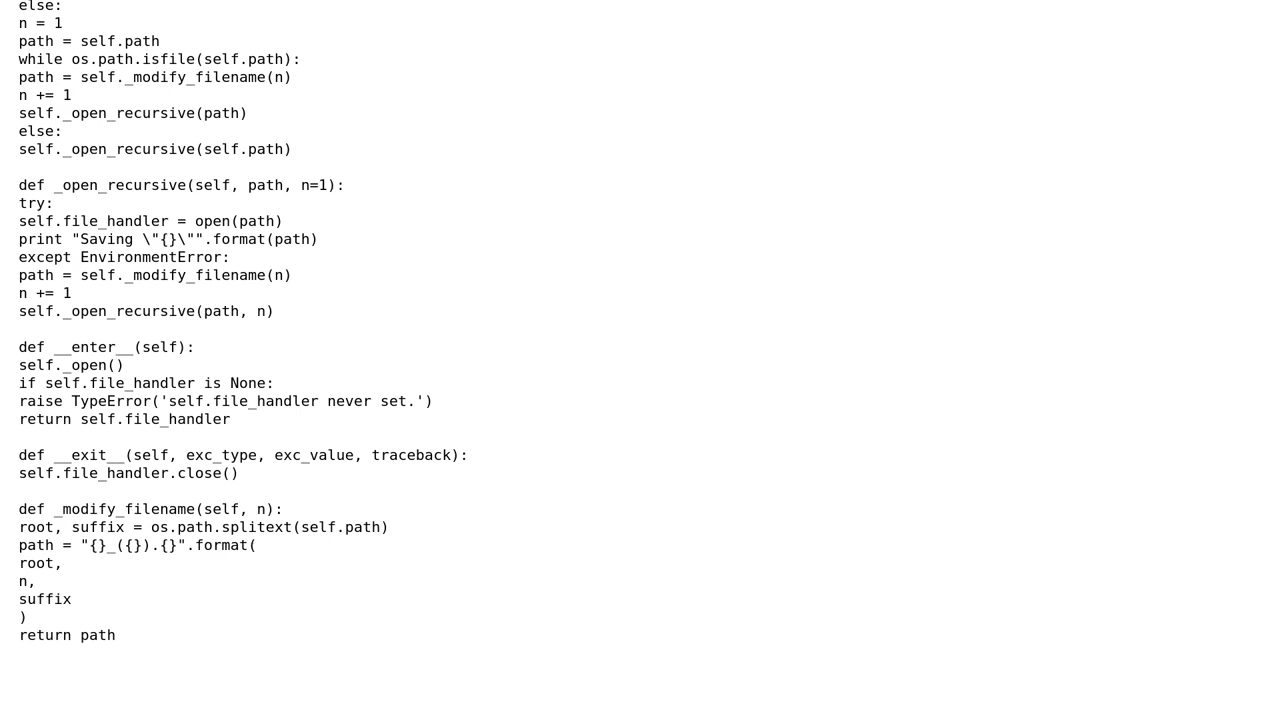 else:
n = 1
path = self.path
while os.path.isfile(self.path):
path = self._modify_filename(n)
n += 1
self._open_recursive(path)
else:
self._open_recursive(self.path)

def _open_recursive(self, path, n=1):
try:
self.file_handler = open(path)
print "Saving \"{}\"".format(path)
except EnvironmentError:
path = self._modify_filename(n)
n += 1
self._open_recursive(path, n)

def __enter__(self):
self._open()
if self.file_handler is None:
raise TypeError('self.file_handler never set.')
return self.file_handler

def __exit__(self, exc_type, exc_value, traceback):
self.file_handler.close()

def _modify_filename(self, n):
root, suffix = os.path.splitext(self.path)
path = "{}_({}).{}".format(
root,
n,
suffix
)
return path